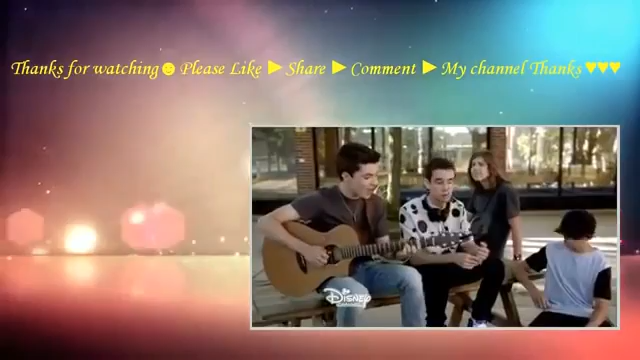 Thanks for watching☻Please Like ►Share ►Comment ►My channel Thanks ♥♥♥
Disney